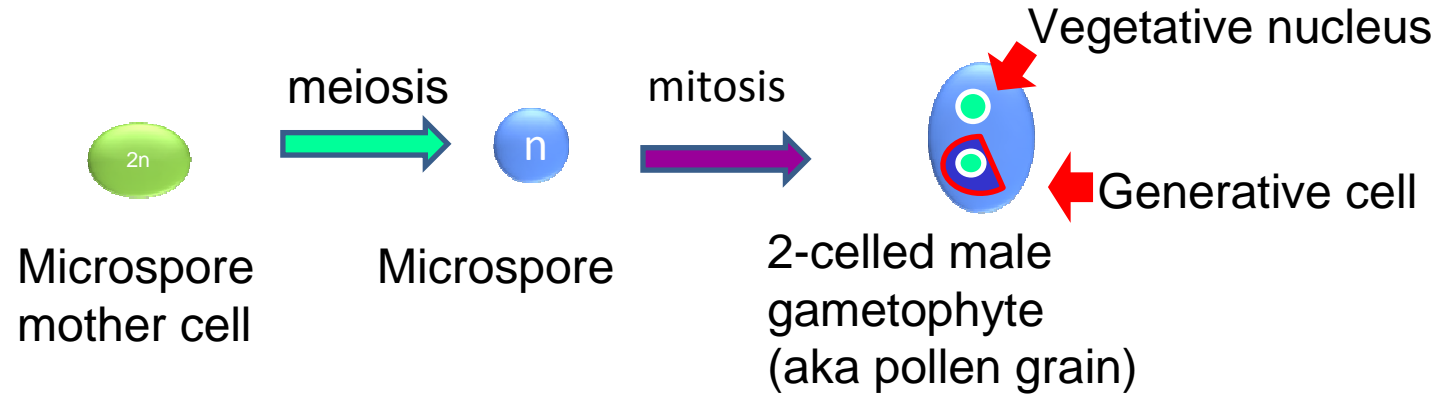 Vegetative nucleus
meiosis
mitosis
2n
n
Generative cell
Microspore
mother cell
Microspore
2-celled male
gametophyte
(aka pollen grain)